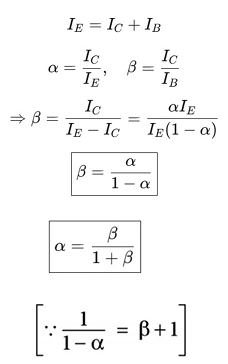 I_E = I_C + I_B
α = I_C / I_E, β = I_C / I_B
⇒ β = I_C / (I_E − I_C) = αI_E / (I_E(1 − α))
β = α / (1 − α)
α = β / (1 + β)
[∵ 1 / (1−α) = β+1]